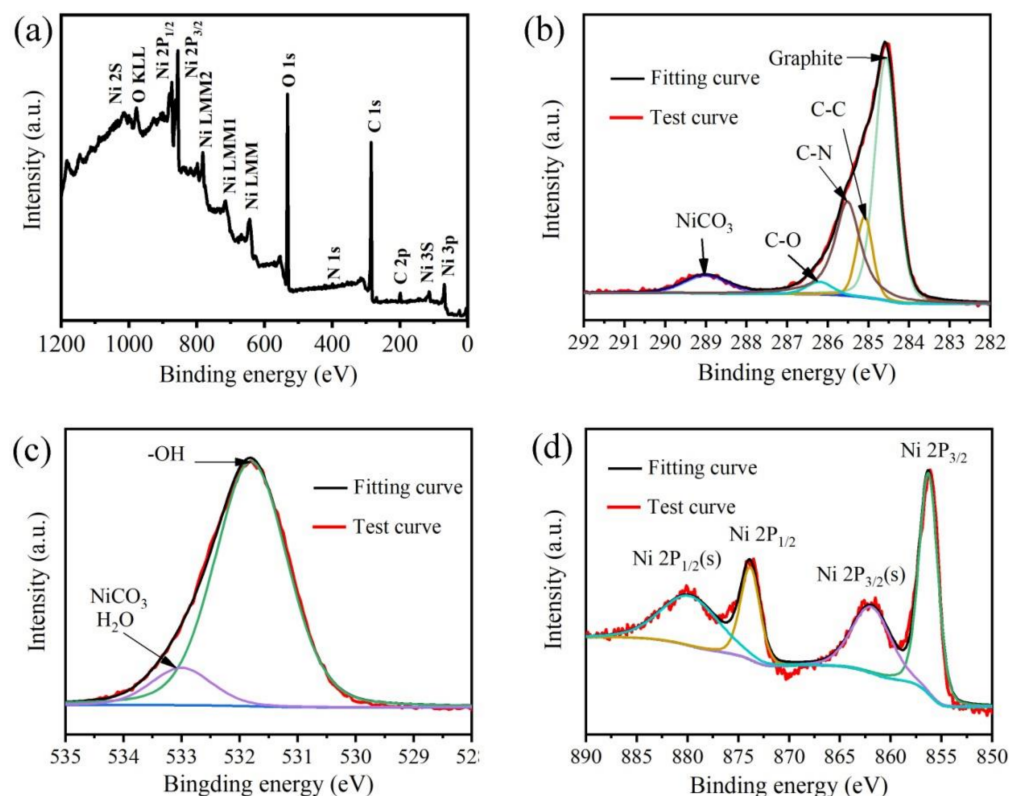 (a)
Intensity (a.u.)
Ni 2S
O KLL
Ni 2P1/2
Ni 2P3/2
Ni LMM2
Ni LMM1
Ni LMM
O 1s
N 1s
C 1s
C 2p
Ni 3S
Ni 3p
1200 1000 800 600 400 200 0
Binding energy (eV)
(b)
Intensity (a.u.)
Fitting curve
Test curve
Graphite
C-C
C-N
C-O
NiCO3
292 291 290 289 288 287 286 285 284 283 282
Binding energy (eV)
(c)
Intensity (a.u.)
-OH
Fitting curve
Test curve
NiCO3
H2O
535 534 533 532 531 530 529 528
Bingding energy (eV)
(d)
Intensity (a.u.)
Fitting curve
Test curve
Ni 2P3/2
Ni 2P1/2
Ni 2P1/2(s)
Ni 2P3/2(s)
890 880 870 860 850
Binding energy (eV)